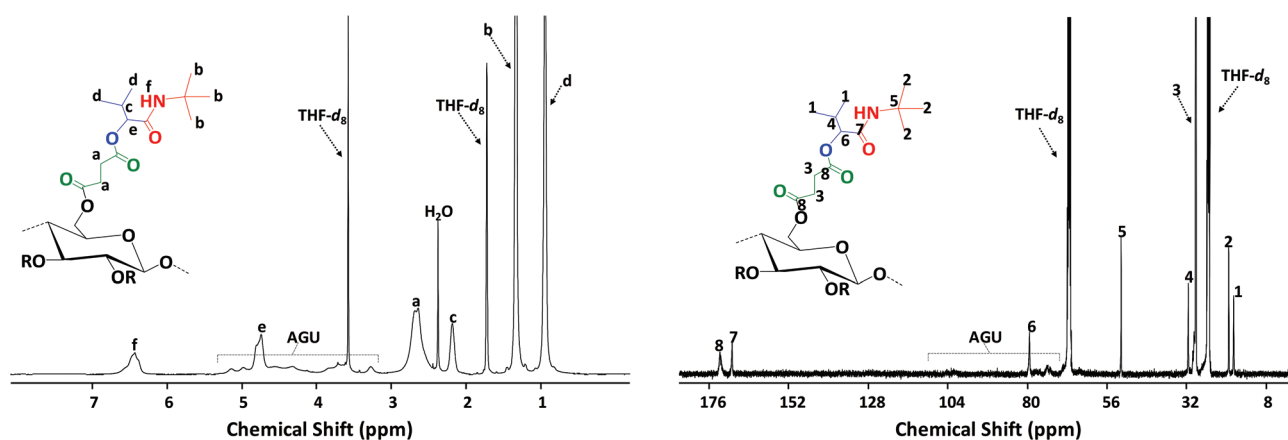 b
d
THF-d8
THF-d8
H2O
a
c
AGU
e
f
d
d
f
HN
b
b
b
c
e
O
O
a
O
a
O
O
O
RO
OR
O
7
6
5
4
3
2
1
Chemical Shift (ppm)
THF-d8
3
THF-d8
5
2
4
1
6
AGU
7
8
1
1
HN
2
5
2
2
4
7
6
O
O
3
8
O
3
O
8
O
O
RO
OR
O
176
152
128
104
80
56
32
8
Chemical Shift (ppm)